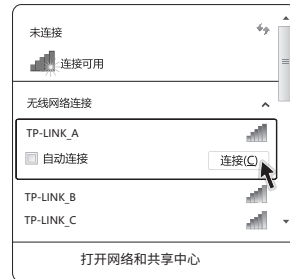 未连接
连接可用
无线网络连接
TP-LINK_A
自动连接 连接(C)
TP-LINK_B
TP-LINK_C
打开网络和共享中心